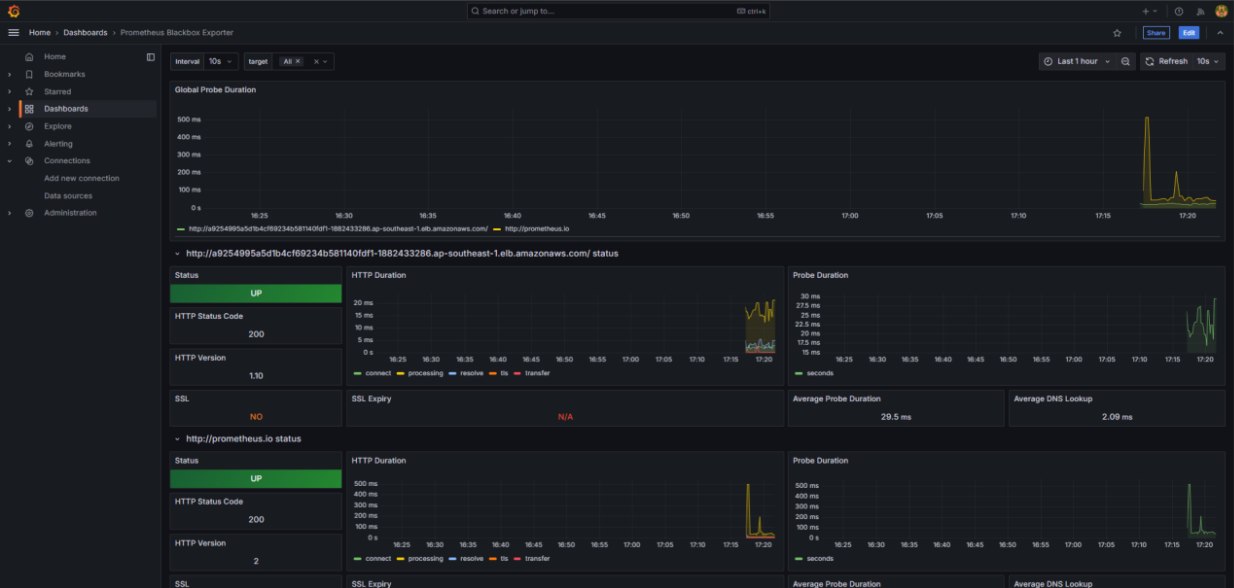 Search or jump to...
ctrl+k
Home › Dashboards › Prometheus Blackbox Exporter
Share
Edit
Home
Bookmarks
Starred
Dashboards
Explore
Alerting
Connections
Add new connection
Data sources
Administration
Interval 10s
target All
Last 1 hour
Refresh 10s
Global Probe Duration
500 ms
400 ms
300 ms
200 ms
100 ms
0 s
16:25 16:30 16:35 16:40 16:45 16:50 16:55 17:00 17:05 17:10 17:15 17:20
http://a9254995a5d1b4cf69234b581140fdf1-1882433286.ap-southeast-1.elb.amazonaws.com/ http://prometheus.io
http://a9254995a5d1b4cf69234b581140fdf1-1882433286.ap-southeast-1.elb.amazonaws.com/ status
Status
UP
HTTP Status Code
200
HTTP Version
1.10
SSL
NO
HTTP Duration
20 ms
15 ms
10 ms
5 ms
0 s
16:25 16:30 16:35 16:40 16:45 16:50 16:55 17:00 17:05 17:10 17:15 17:20
connect processing resolve tls transfer
SSL Expiry
N/A
Probe Duration
30 ms
27.5 ms
25 ms
22.5 ms
20 ms
17.5 ms
15 ms
16:25 16:30 16:35 16:40 16:45 16:50 16:55 17:00 17:05 17:10 17:15 17:20
seconds
Average Probe Duration
29.5 ms
Average DNS Lookup
2.09 ms
http://prometheus.io status
Status
UP
HTTP Status Code
200
HTTP Version
2
SSL
HTTP Duration
500 ms
400 ms
300 ms
200 ms
100 ms
0 s
16:25 16:30 16:35 16:40 16:45 16:50 16:55 17:00 17:05 17:10 17:15 17:20
connect processing resolve tls transfer
SSL Expiry
Probe Duration
500 ms
400 ms
300 ms
200 ms
100 ms
0 s
16:25 16:30 16:35 16:40 16:45 16:50 16:55 17:00 17:05 17:10 17:15 17:20
seconds
Average Probe Duration
Average DNS Lookup